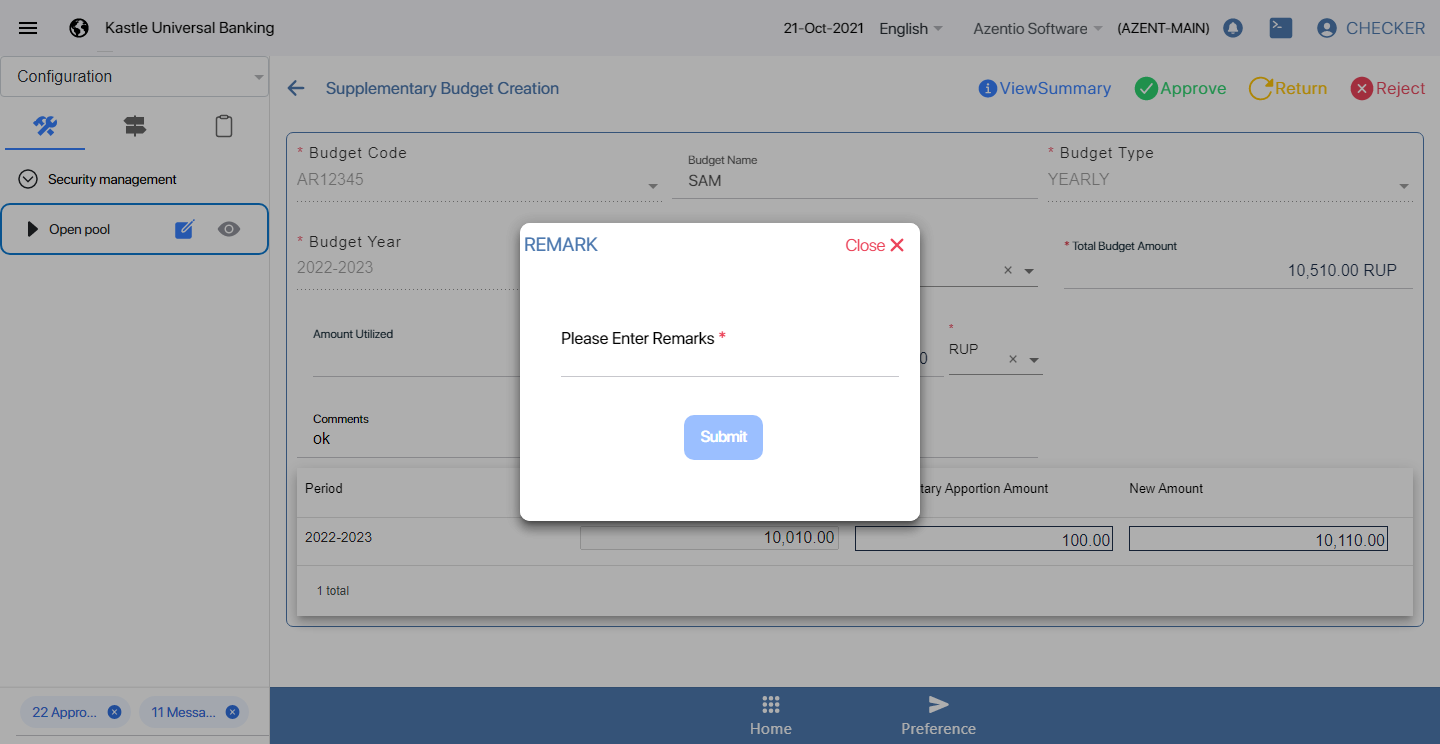 Kastle Universal Banking
21-Oct-2021
English
Azentio Software
(AZENT-MAIN)
CHECKER
Configuration
Security management
Open pool
22 Appro...
11 Messa...
Supplementary Budget Creation
ViewSummary
Approve
Return
Reject
* Budget Code
AR12345
Budget Name
SAM
* Budget Type
YEARLY
* Budget Year
2022-2023
* Total Budget Amount
10,510.00 RUP
Amount Utilized
*
RUP
Comments
ok
REMARK
Close
Please Enter Remarks *
Submit
Period
tary Apportion Amount
New Amount
2022-2023
10,010.00
100.00
10,110.00
1 total
Home
Preference